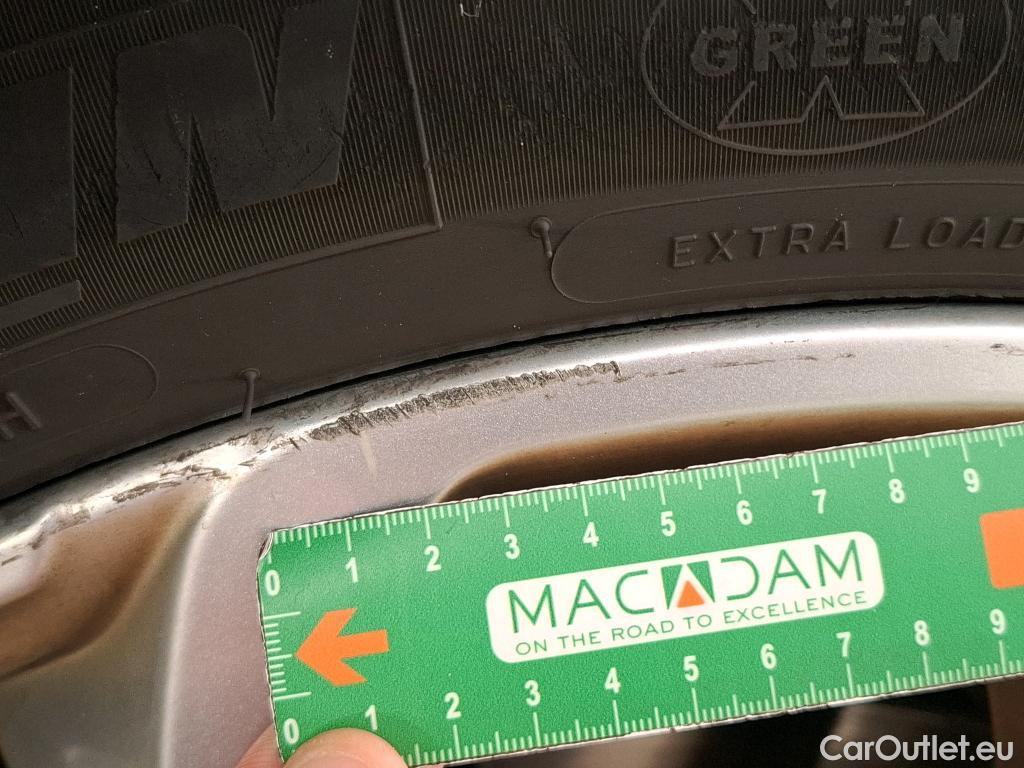 GREEN
X
EXTRA LOAD
H
0 1 2 3 4 5 6 7 8 9
MACADAM
ON THE ROAD TO EXCELLENCE
0 1 2 3 4 5 6 7 8 9
CarOutlet.eu